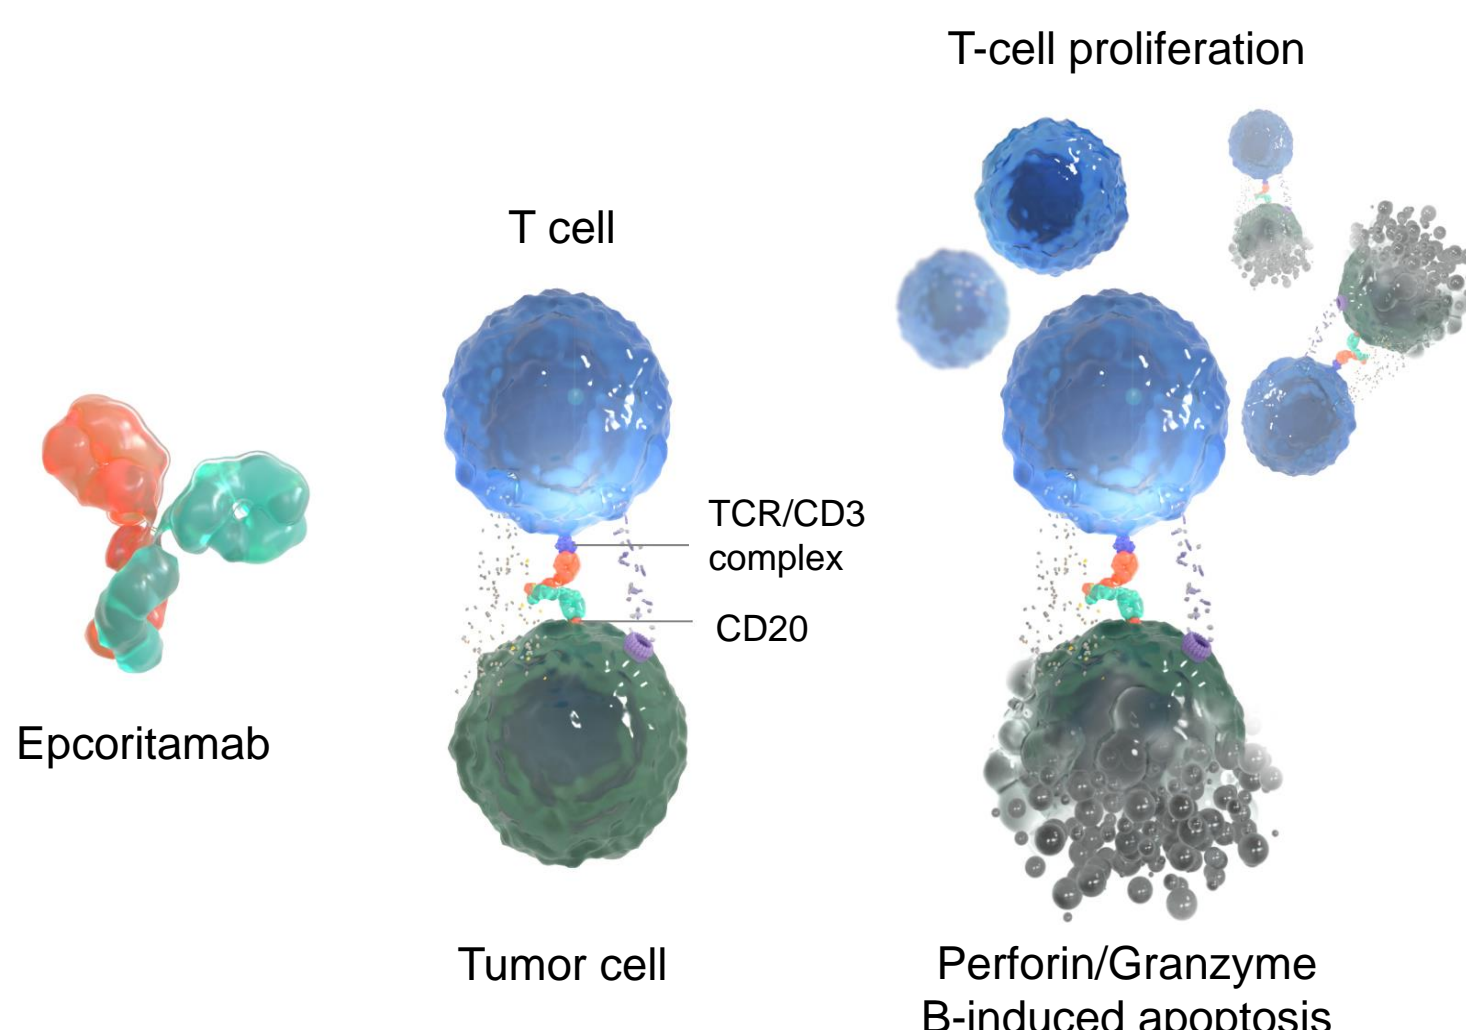 T-cell proliferation
T cell
TCR/CD3
complex
CD20
Epcoritamab
Tumor cell
Perforin/Granzyme
B-induced apoptosis